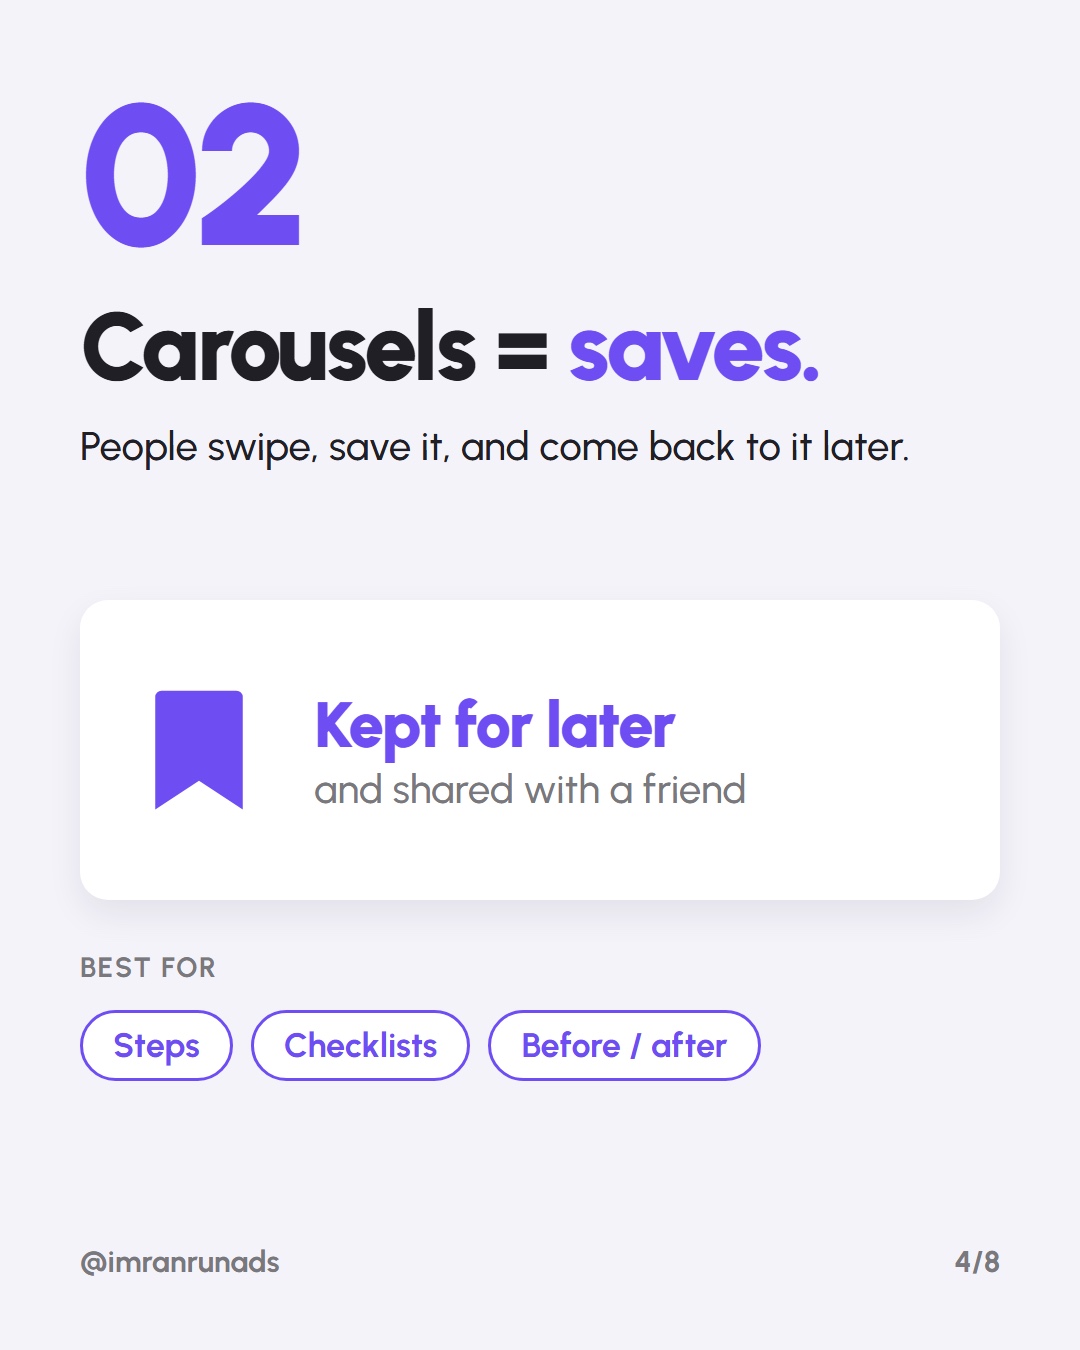 02
Carousels = saves.
People swipe, save it, and come back to it later.
Kept for later
and shared with a friend
BEST FOR
Steps
Checklists
Before / after
@imranrunads
4/8